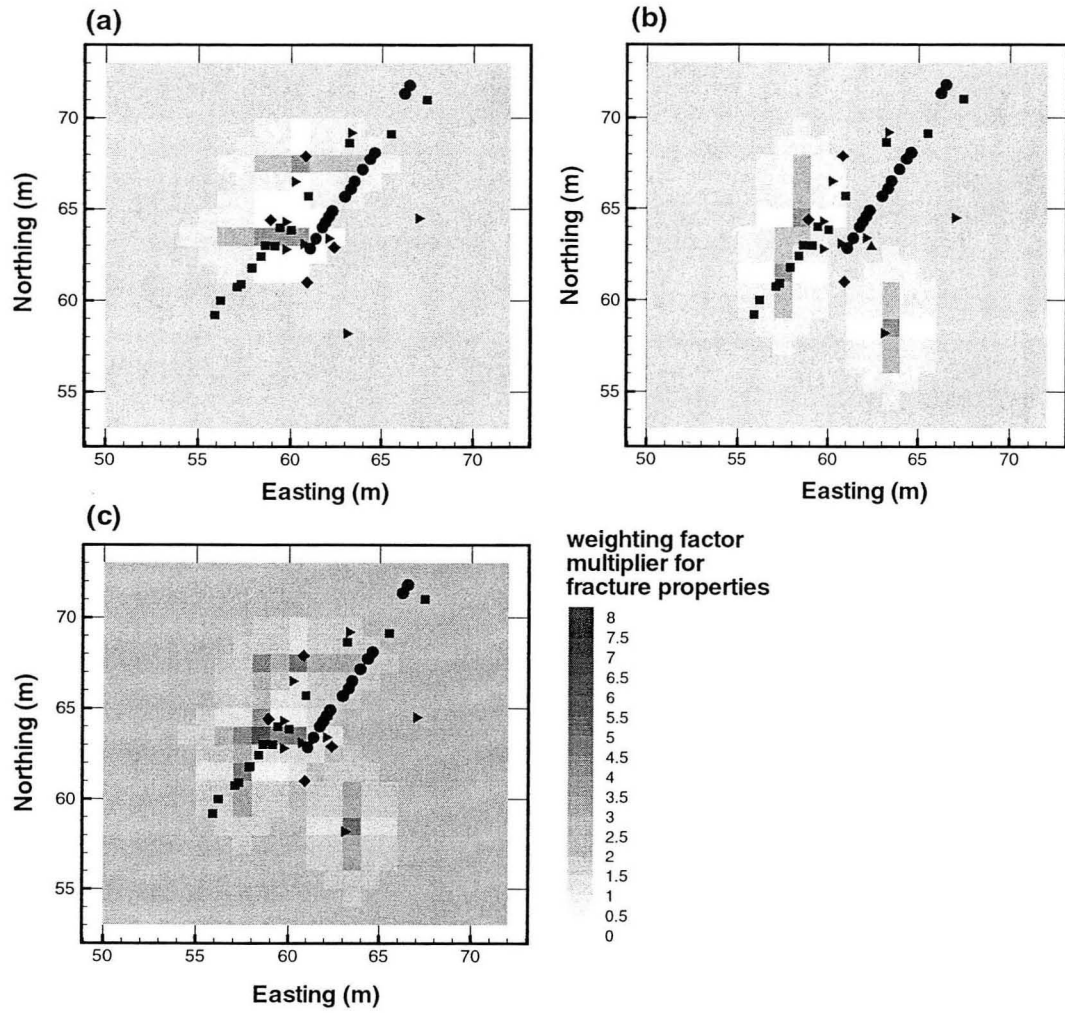 (a)
70
65
60
55
Northing (m)
50 55 60 65 70
Easting (m)
(b)
70
65
60
55
Northing (m)
50 55 60 65 70
Easting (m)
(c)
70
65
60
55
Northing (m)
50 55 60 65 70
Easting (m)
weighting factor
multiplier for
fracture properties
8
7.5
7
6.5
6
5.5
5
4.5
4
3.5
3
2.5
2
1.5
1
0.5
0